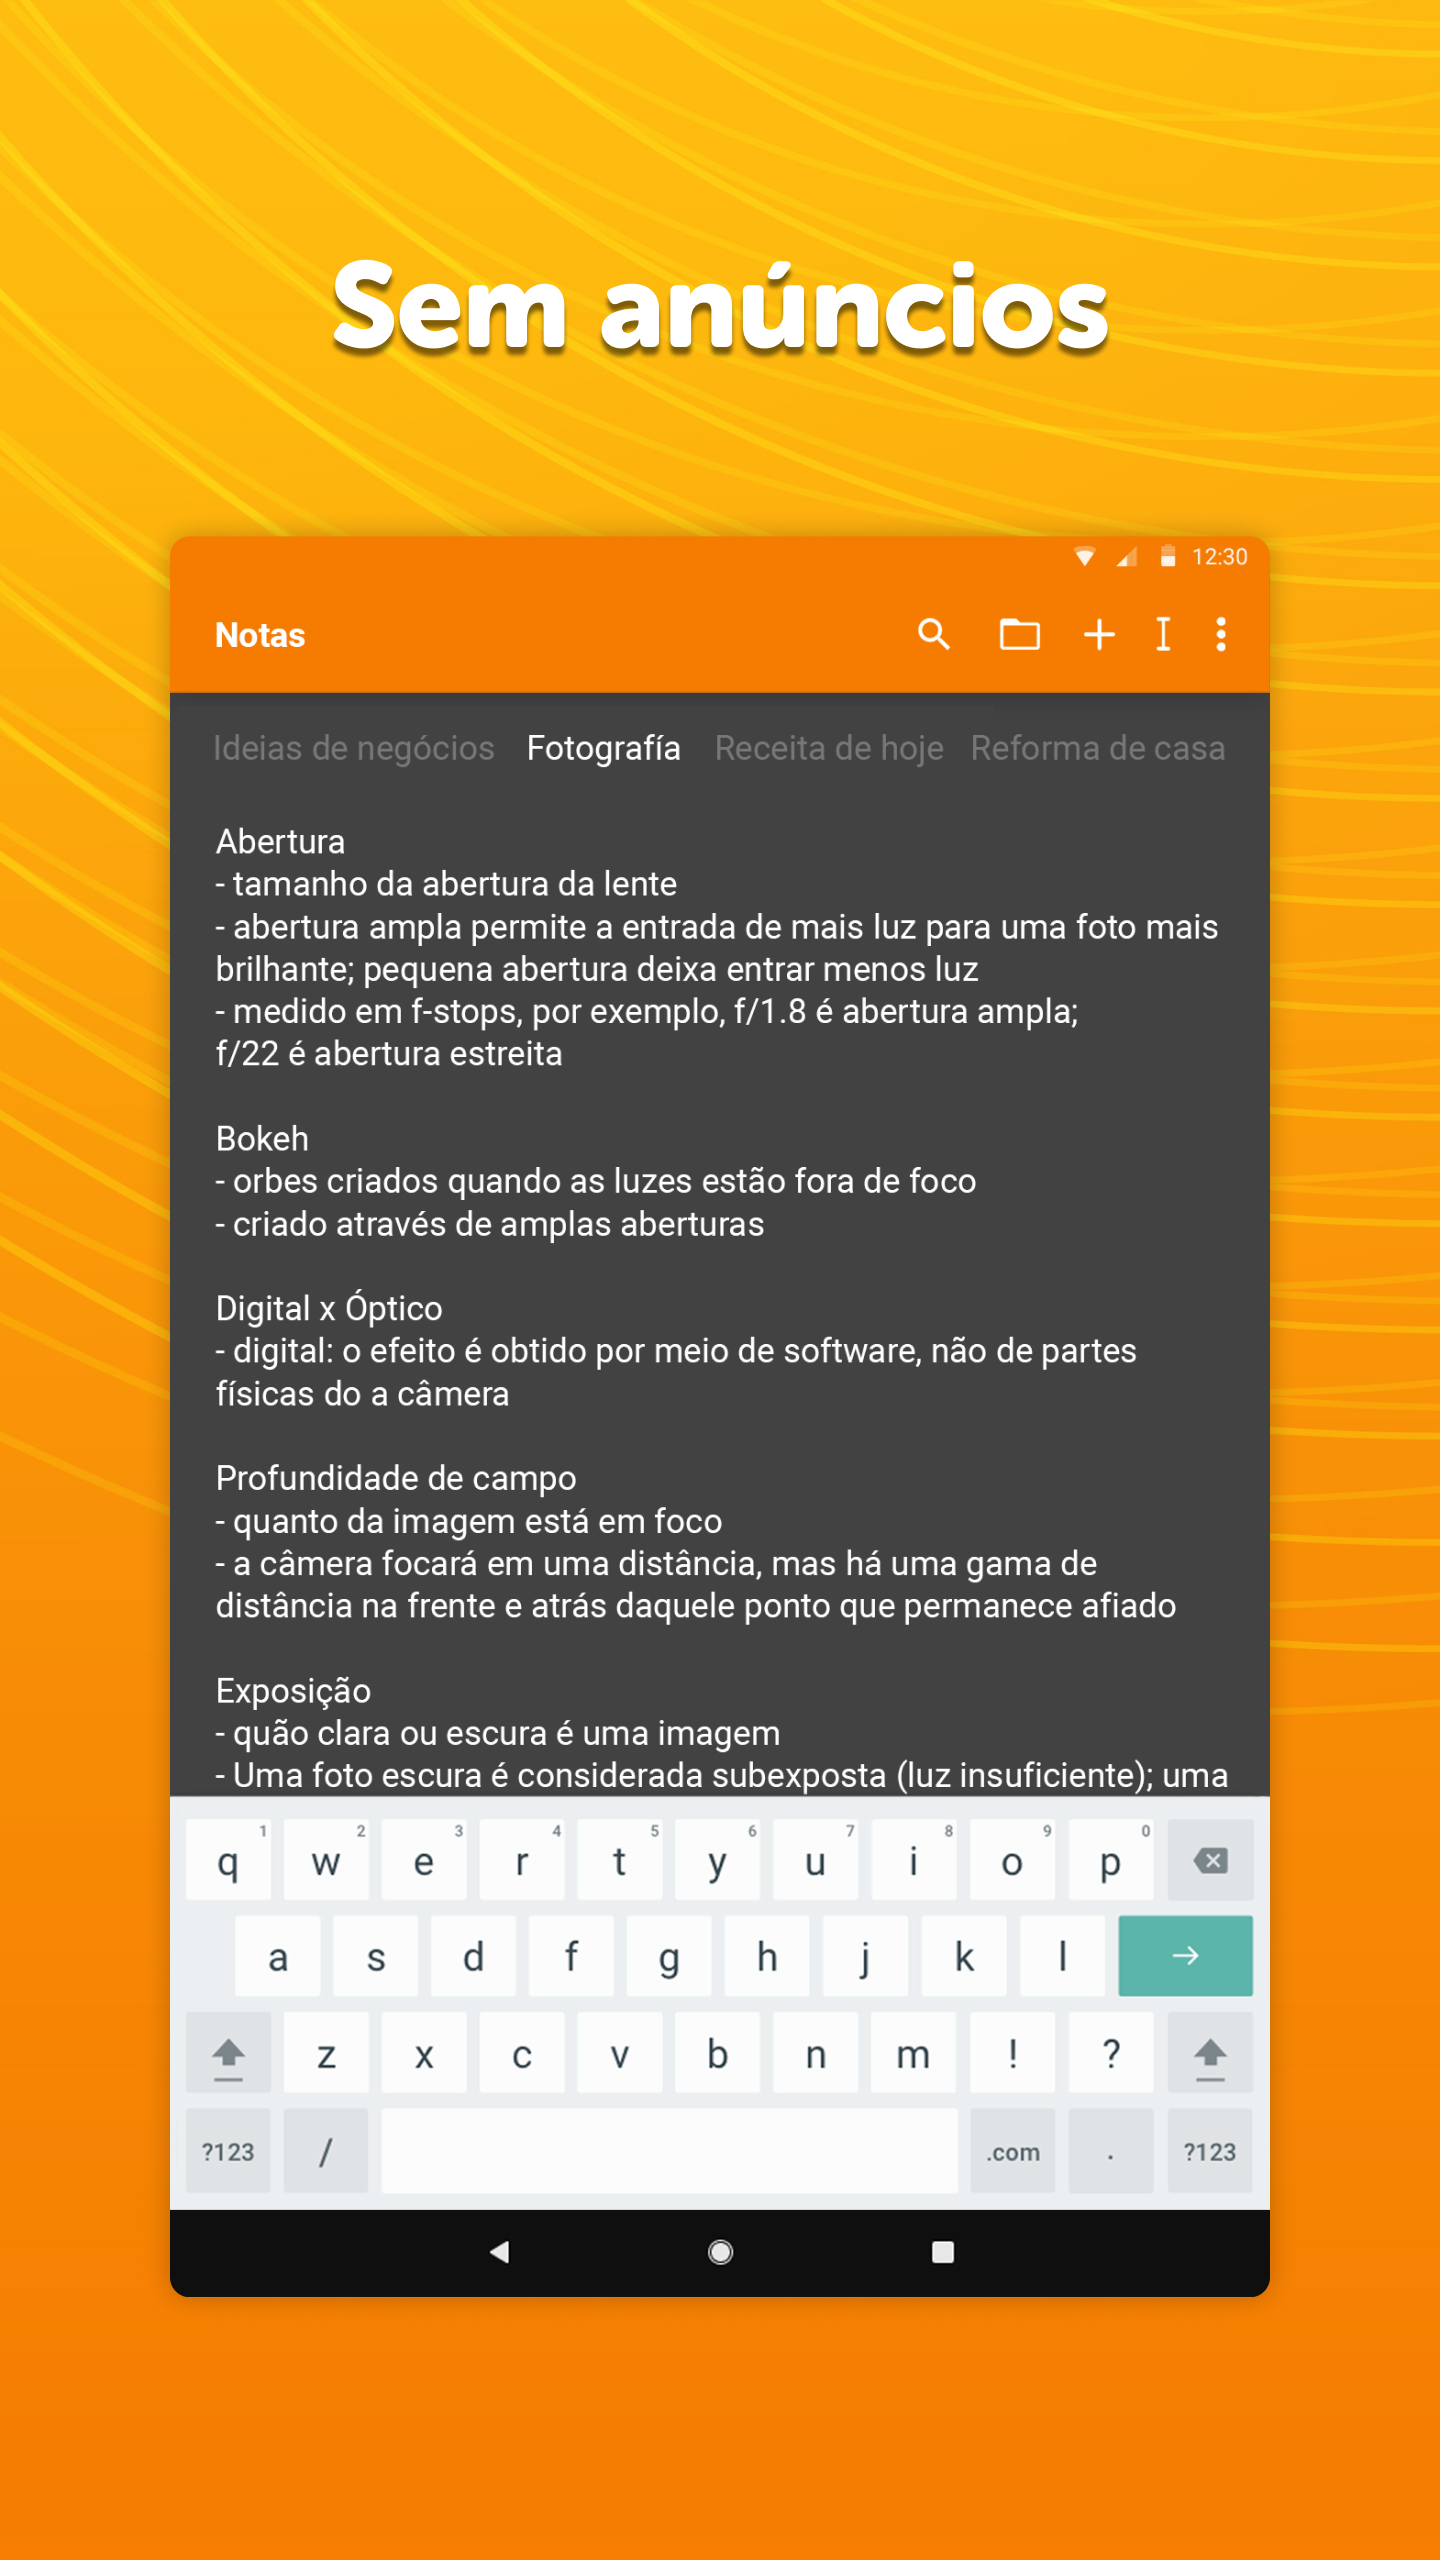 Sem anúncios
12:30
Notas
Ideias de negócios Fotografía Receita de hoje Reforma de casa
Abertura
- tamanho da abertura da lente
- abertura ampla permite a entrada de mais luz para uma foto mais
brilhante; pequena abertura deixa entrar menos luz
- medido em f-stops, por exemplo, f/1.8 é abertura ampla;
f/22 é abertura estreita
Bokeh
- orbes criados quando as luzes estão fora de foco
- criado através de amplas aberturas
Digital x Óptico
- digital: o efeito é obtido por meio de software, não de partes
físicas do a câmera
Profundidade de campo
- quanto da imagem está em foco
- a câmera focará em uma distância, mas há uma gama de
distância na frente e atrás daquele ponto que permanece afiado
Exposição
- quão clara ou escura é uma imagem
- Uma foto escura é considerada subexposta (luz insuficiente); uma
1 2 3 4 5 6 7 8 9 0
q w e r t y u i o p
a s d f g h j k l
z x c v b n m ! ?
?123 / .com . ?123